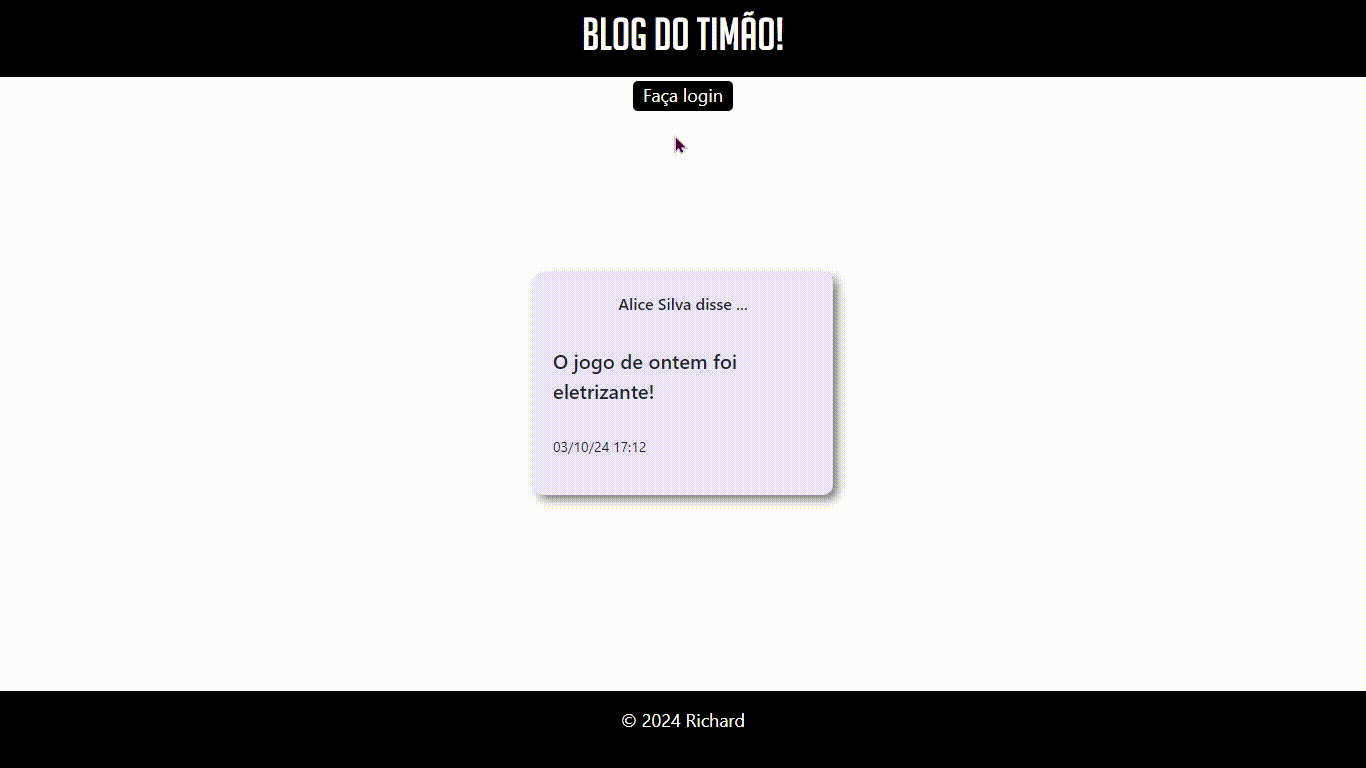 BLOG DO TIMÃO!
Faça login
Alice Silva disse ...
O jogo de ontem foi
eletrizante!
03/10/24 17:12
© 2024 Richard